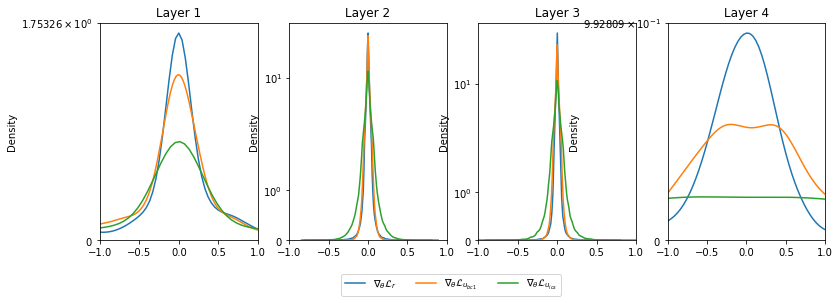 Layer 1
Layer 2
Layer 3
Layer 4
1.75326 × 10⁰
9.92809 × 10⁻¹
Density
Density
Density
Density
10¹
10⁰
0
10¹
10⁰
0
0
0
−1.0 −0.5 0.0 0.5 1.0
−1.0 −0.5 0.0 0.5 1.0
−1.0 −0.5 0.0 0.5 1.0
−1.0 −0.5 0.0 0.5 1.0
∇θℒr ∇θℒu_bc1 ∇θℒu_ics